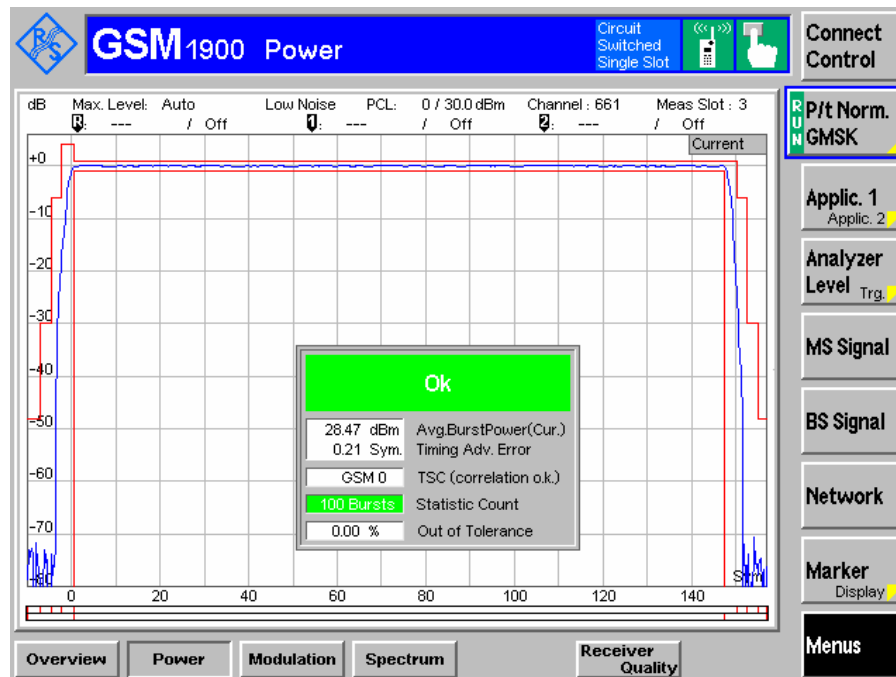 R&S
GSM 1900 Power
Circuit Switched Single Slot
Connect Control
dB Max. Level: Auto Low Noise PCL: 0 / 30.0 dBm Channel : 661 Meas Slot : 3
R: --- / Off 1: --- / Off 2: --- / Off
Current
RUN
P/t Norm. GMSK
Applic. 1
Applic. 2
Analyzer Level Trg.
MS Signal
BS Signal
Network
Marker
Display
Menus
+0
-10
-20
-30
-40
-50
-60
-70
Ok
28.47 dBm Avg.BurstPower(Cur.)
0.21 Sym. Timing Adv. Error
GSM 0 TSC (correlation o.k.)
100 Bursts Statistic Count
0.00 % Out of Tolerance
0 20 40 60 80 100 120 140
Overview Power Modulation Spectrum Receiver Quality